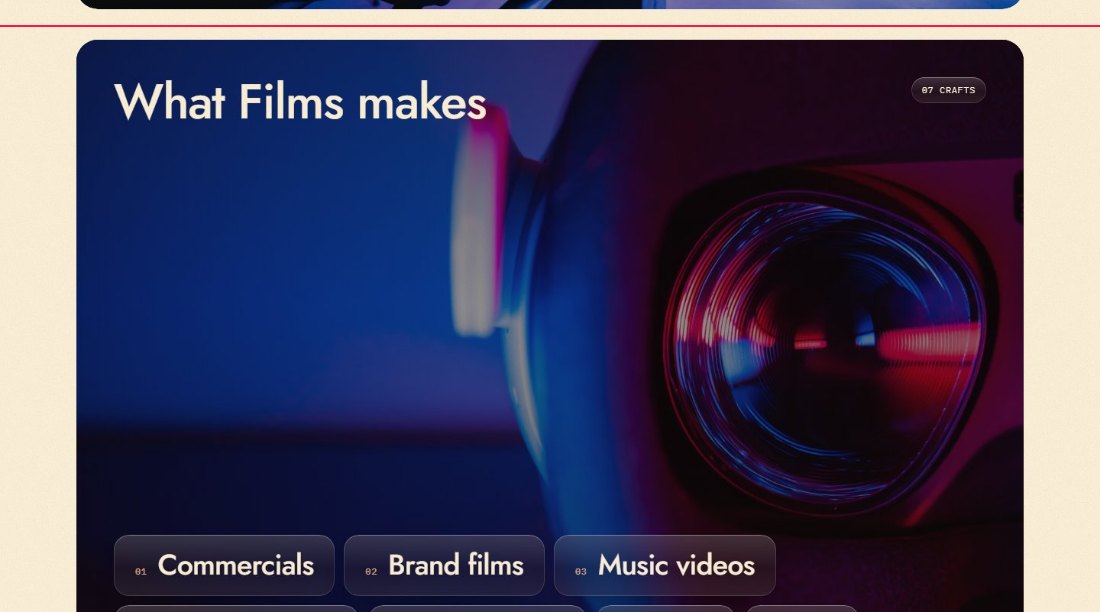 What Films makes
07 CRAFTS
01 Commercials
02 Brand films
03 Music videos